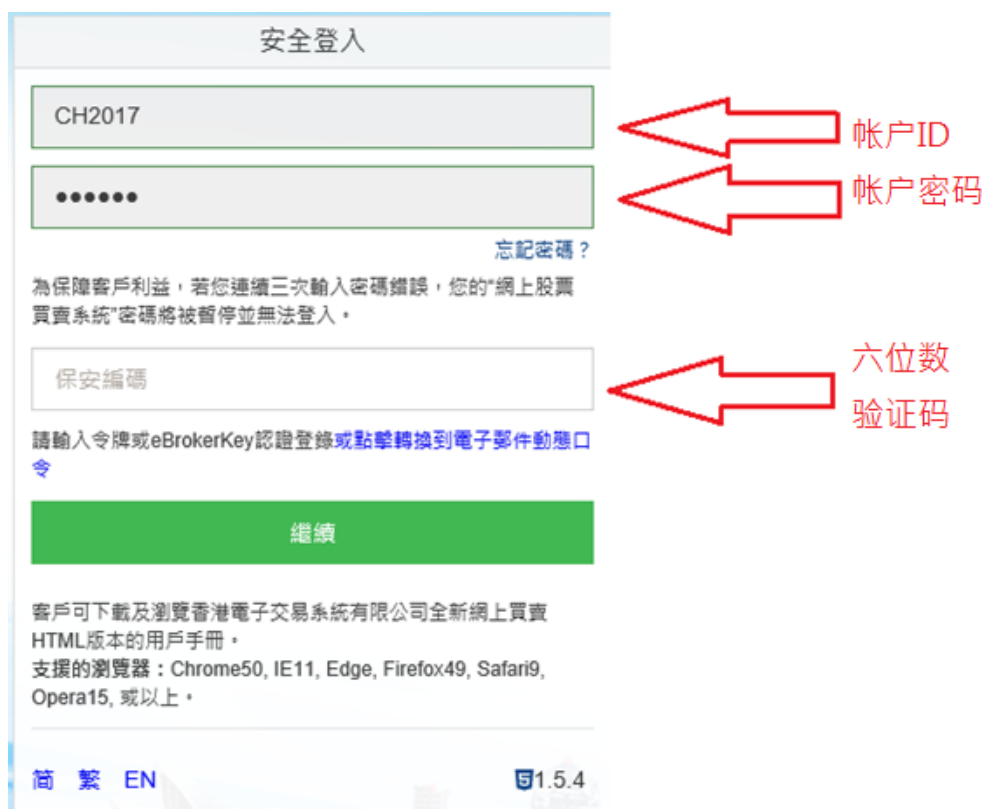 安全登入
CH2017
帐户ID
••••••
帐户密码
忘記密碼？
為保障客戶利益，若您連續三次輸入密碼錯誤，您的"網上股票
買賣系統"密碼將被暫停並無法登入。
保安編碼
六位数
验证码
請輸入令牌或eBrokerKey認證登錄或點擊轉換到電子郵件動態口
令
繼續
客戶可下載及瀏覽香港電子交易系統有限公司全新網上買賣
HTML版本的用戶手冊。
支援的瀏覽器：Chrome50, IE11, Edge, Firefox49, Safari9,
Opera15, 或以上。
简 繁 EN
5 1.5.4